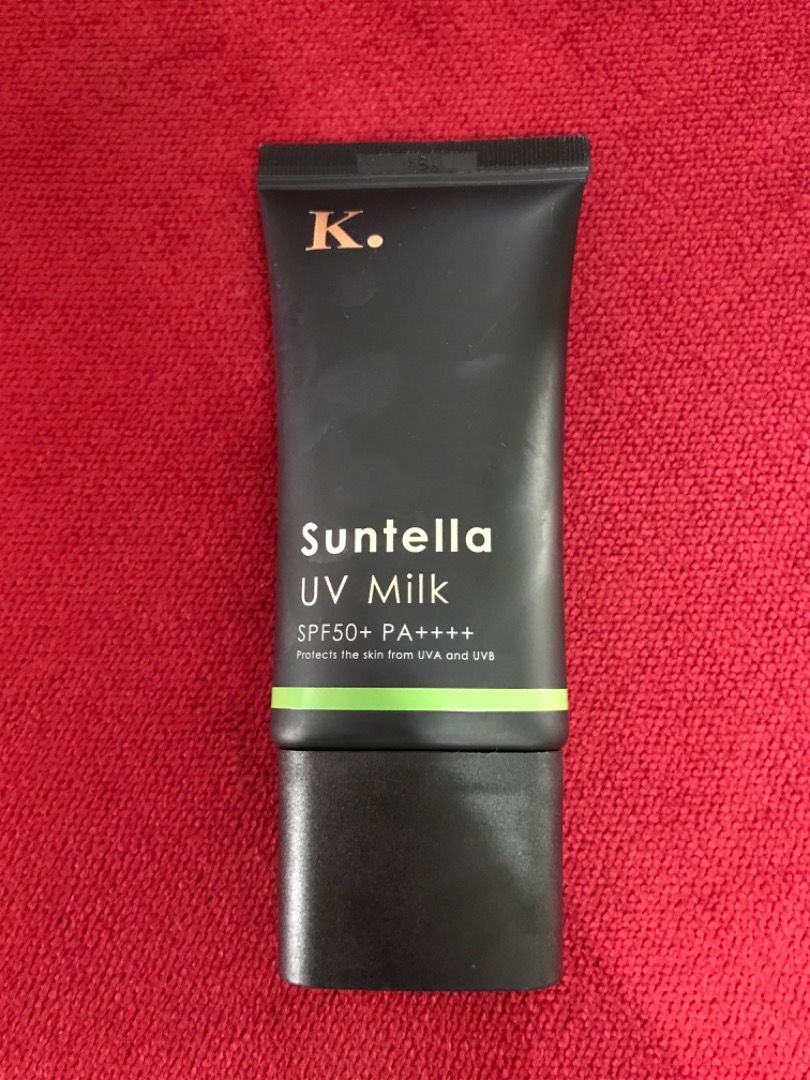 K.
Suntella
UV Milk
SPF50+ PA++++
Protects the skin from UVA and UVB